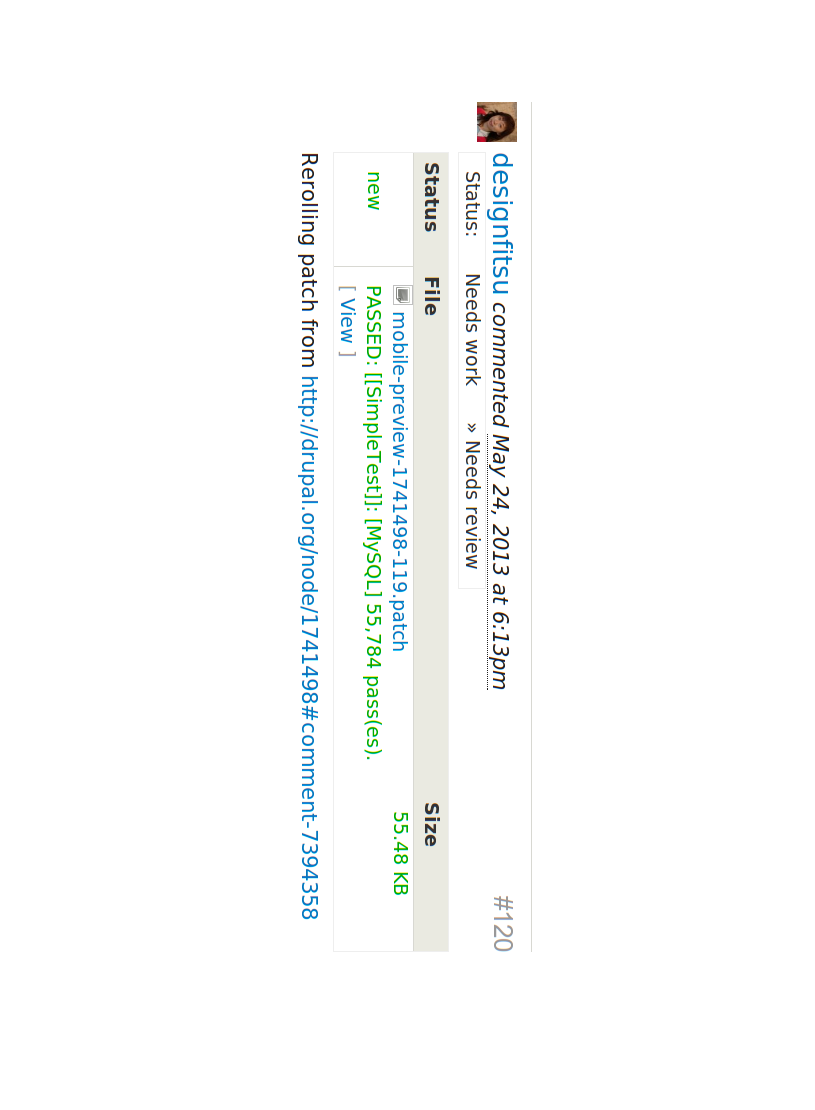 designfitsu commented May 24, 2013 at 6:13pm #120
Status: Needs work » Needs review
Status File Size
new mobile-preview-1741498-119.patch 55.48 KB
PASSED: [[SimpleTest]]: [MySQL] 55,784 pass(es).
[ View ]
Rerolling patch from http://drupal.org/node/1741498#comment-7394358